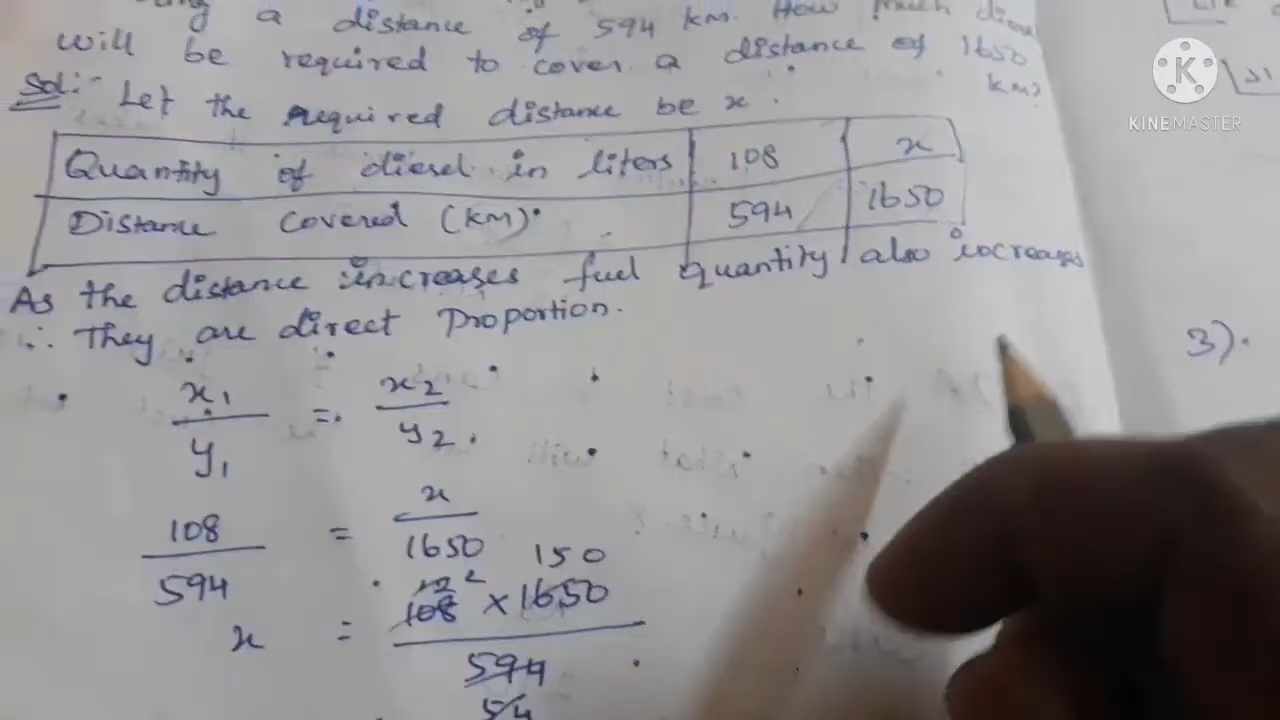 a distance of 594 km. How much
will be required to cover a distance of 1650
km?
Sol:- Let the required distance be x.
Quantity of diesel in liters 108 x
Distance Covered (KM). 594 1650
As the distance increases fuel quantity also increases
∴ They are direct Proportion.
x₁/y₁ = x₂/y₂
108/594 = x/1650
150
12 2
x = 108 × 1650
594
54
3).
KINEMASTER